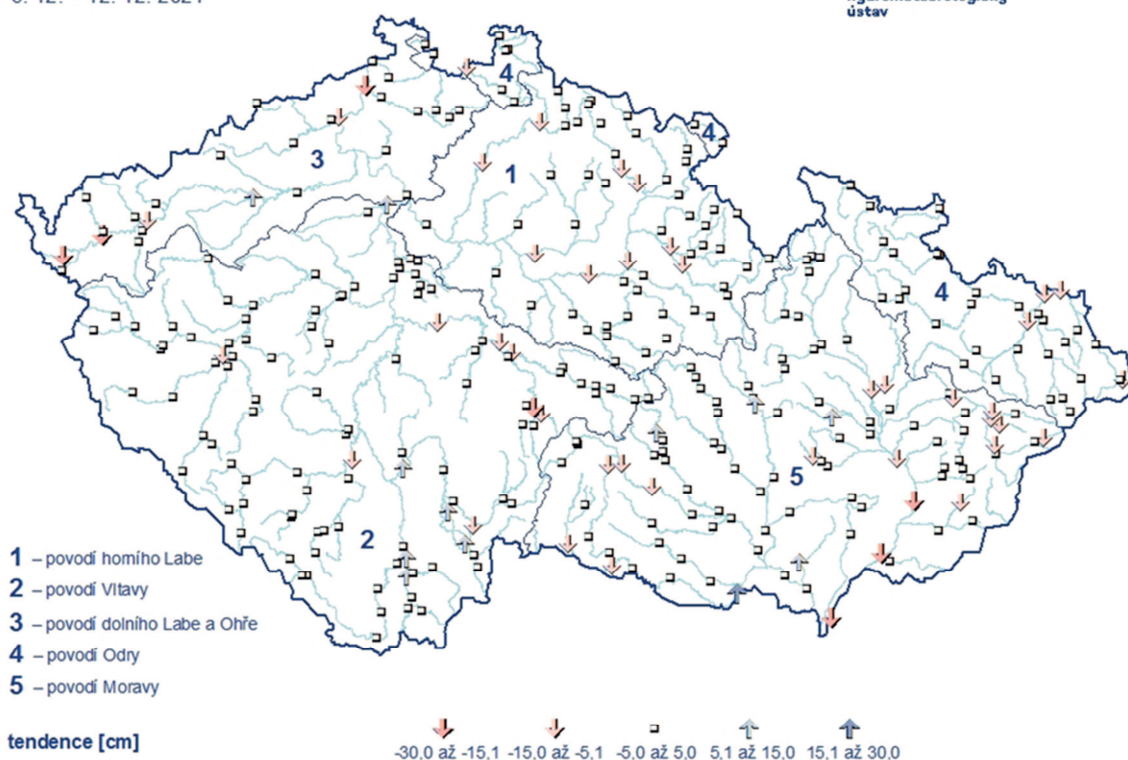 ústav
3
4
1
4
4
5
2
1 – povodí horního Labe
2 – povodí Vltavy
3 – povodí dolního Labe a Ohře
4 – povodí Odry
5 – povodí Moravy
tendence [cm]
-30,0 až -15,1 -15,0 až -5,1 -5,0 až 5,0 5,1 až 15,0 15,1 až 30,0